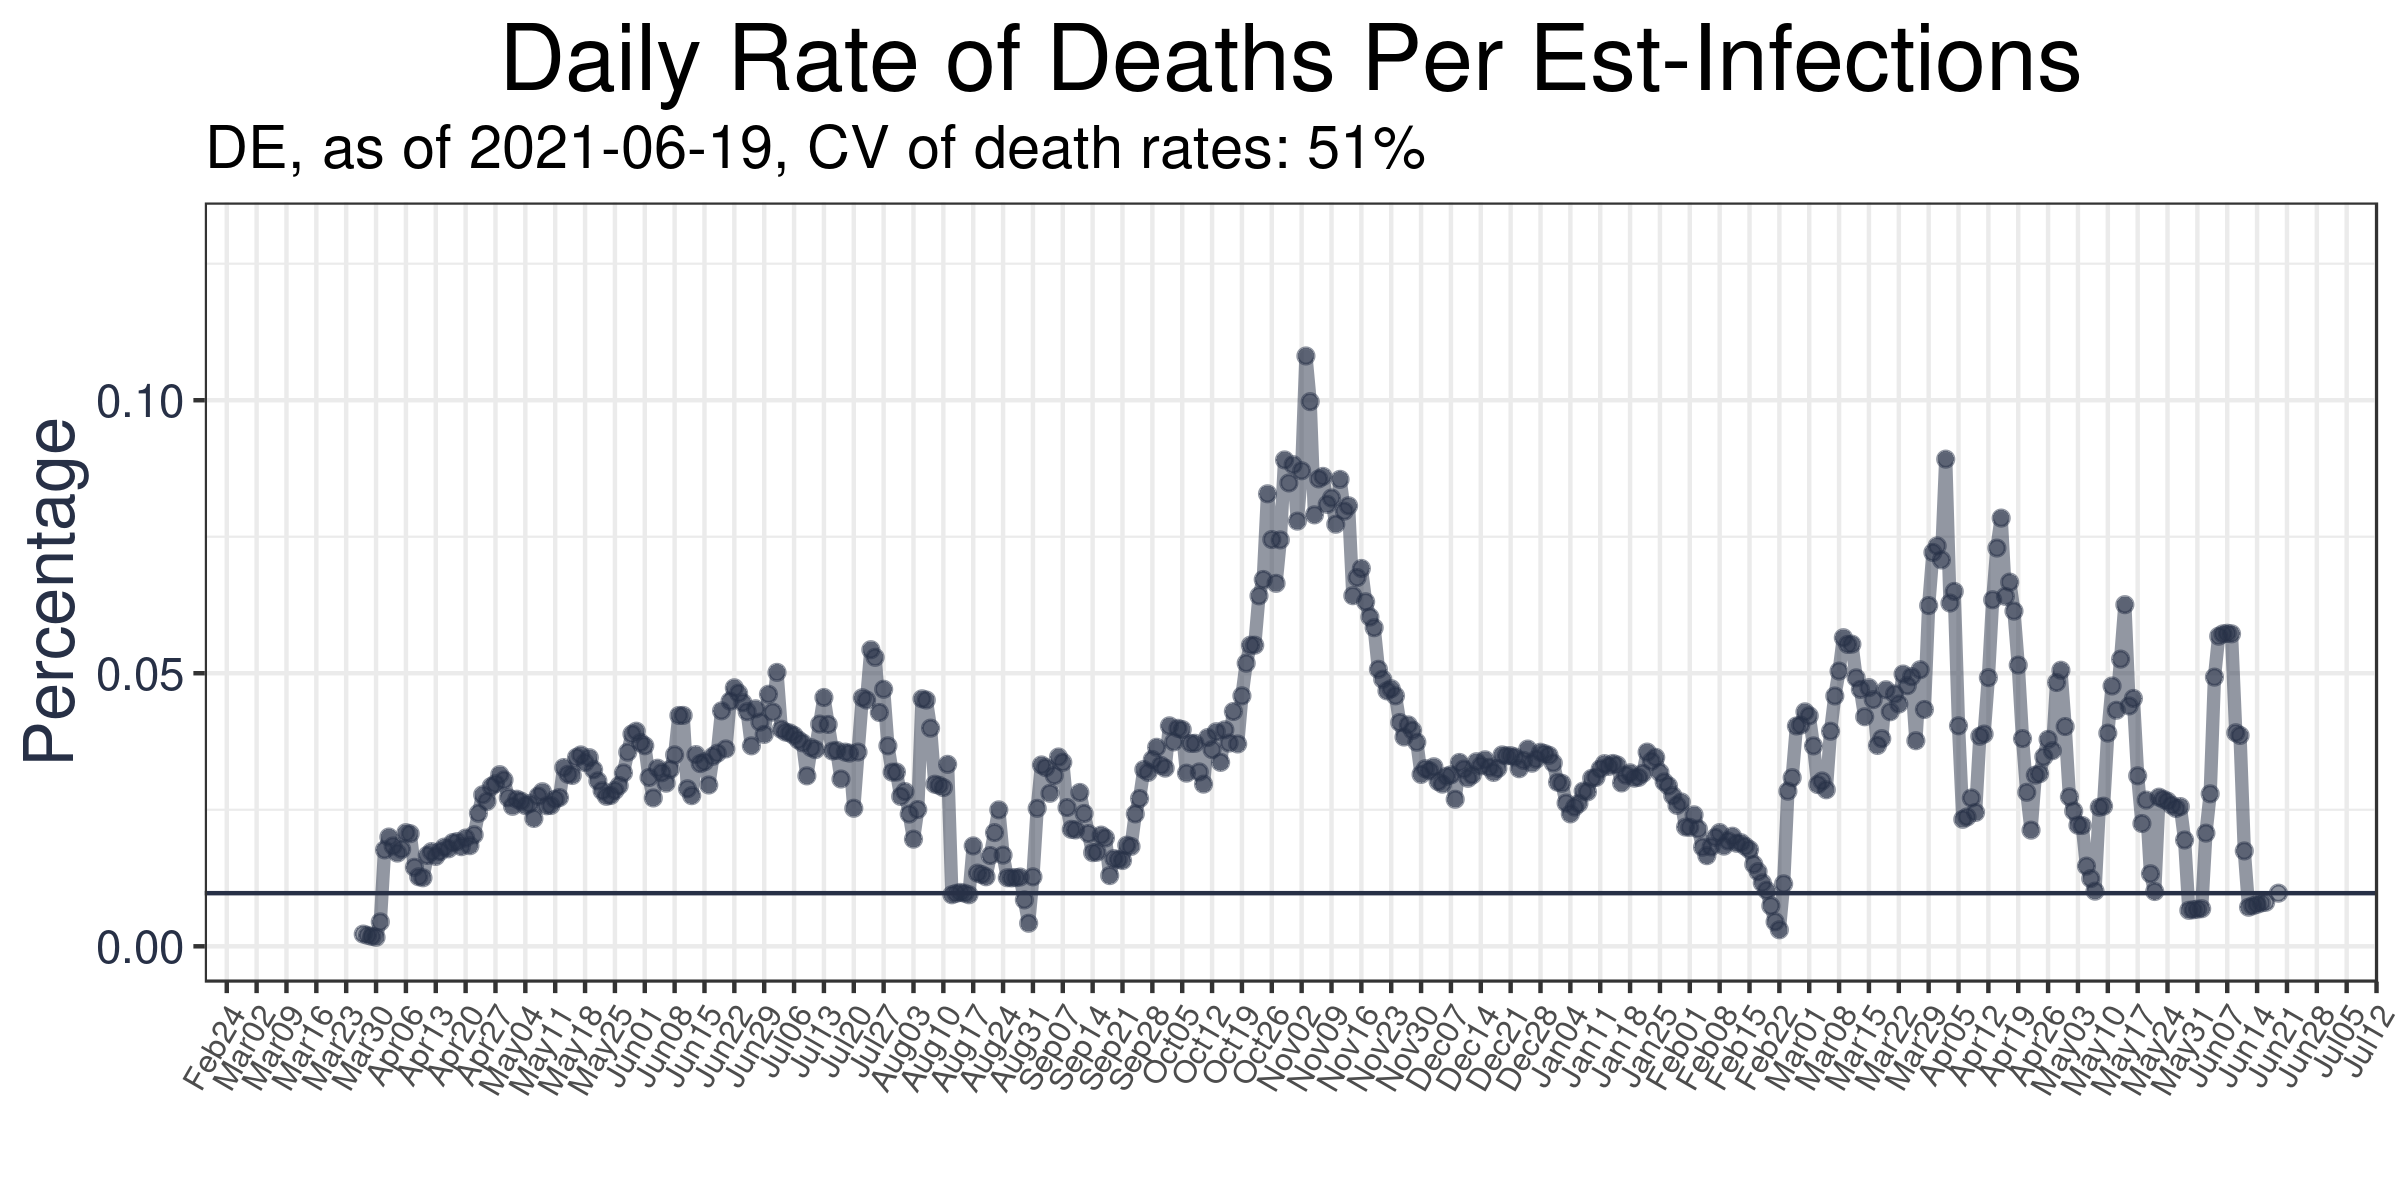 Daily Rate of Deaths Per Est-Infections
DE, as of 2021-06-19, CV of death rates: 51%
Percentage
0.10
0.05
0.00
Feb24 Mar02 Mar09 Mar16 Mar23 Mar30 Apr06 Apr13 Apr20 Apr27 May04 May11 May18 May25 Jun01 Jun08 Jun15 Jun22 Jun29 Jul06 Jul13 Jul20 Jul27 Aug03 Aug10 Aug17 Aug24 Aug31 Sep07 Sep14 Sep21 Sep28 Oct05 Oct12 Oct19 Oct26 Nov02 Nov09 Nov16 Nov23 Nov30 Dec07 Dec14 Dec21 Dec28 Jan04 Jan11 Jan18 Jan25 Feb01 Feb08 Feb15 Feb22 Mar01 Mar08 Mar15 Mar22 Mar29 Apr05 Apr12 Apr19 Apr26 May03 May10 May17 May24 May31 Jun07 Jun14 Jun21 Jun28 Jul05 Jul12